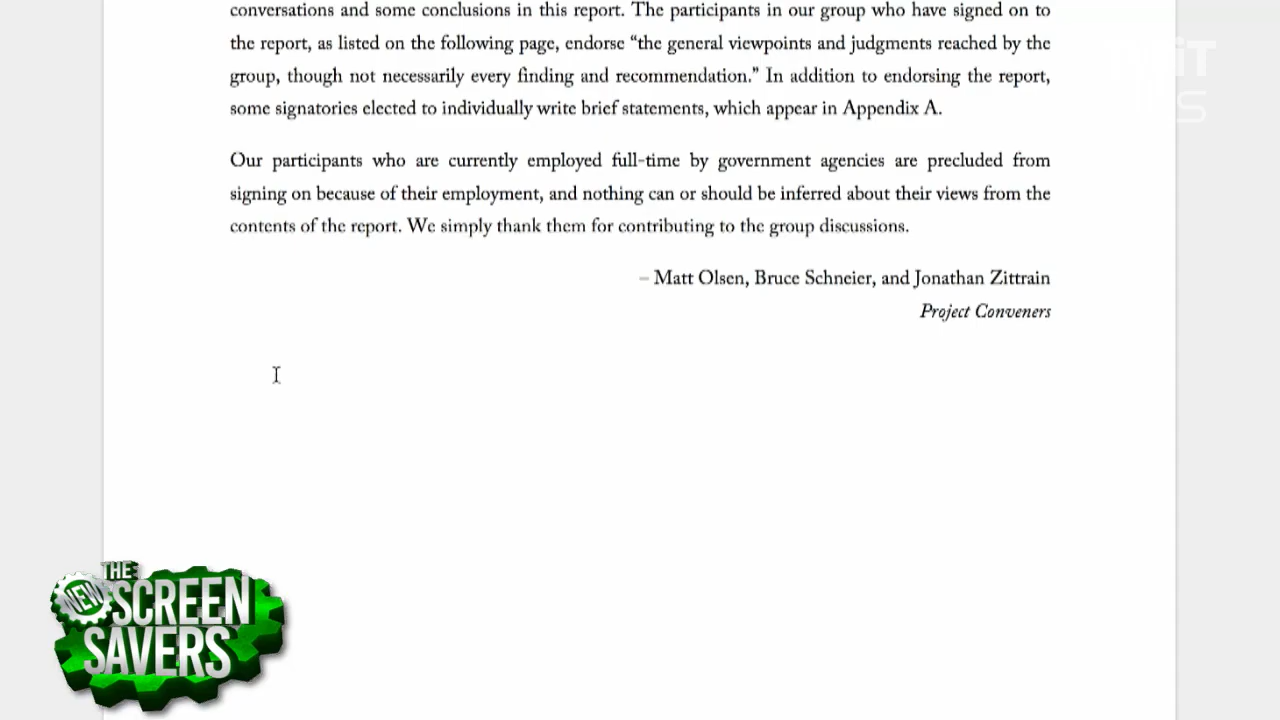 conversations and some conclusions in this report. The participants in our group who have signed on to
the report, as listed on the following page, endorse “the general viewpoints and judgments reached by the
group, though not necessarily every finding and recommendation.” In addition to endorsing the report,
some signatories elected to individually write brief statements, which appear in Appendix A.
Our participants who are currently employed full-time by government agencies are precluded from
signing on because of their employment, and nothing can or should be inferred about their views from the
contents of the report. We simply thank them for contributing to the group discussions.
– Matt Olsen, Bruce Schneier, and Jonathan Zittrain
Project Conveners
THE
NEW
SCREEN
SAVERS